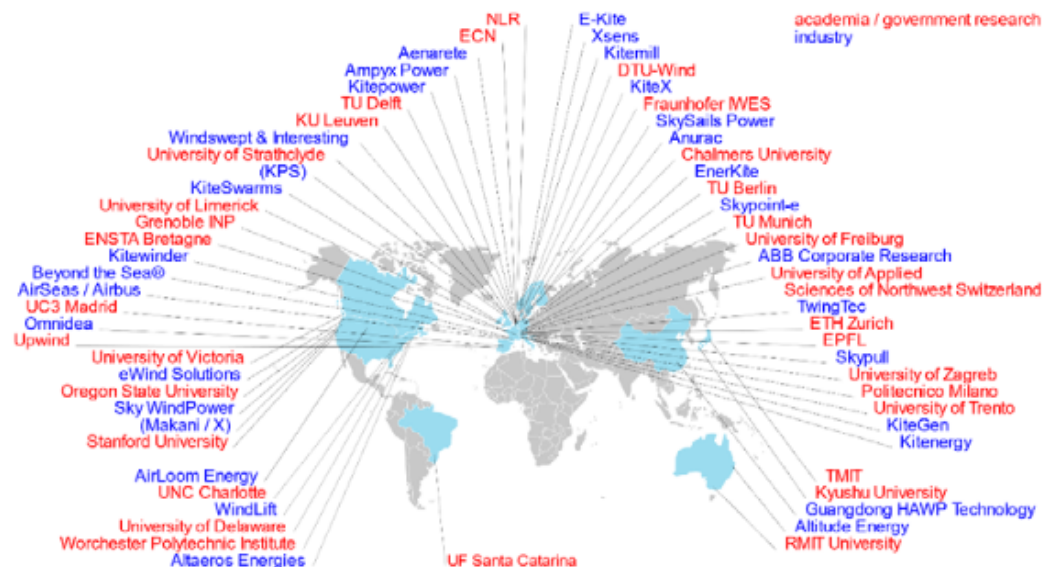 NLR
ECN
Aenarete
Ampyx Power
Kitepower
TU Delft
KU Leuven
Windswept & Interesting
University of Strathclyde
(KPS)
KiteSwarms
University of Limerick
Grenoble INP
ENSTA Bretagne
Kitewinder
Beyond the Sea®
AirSeas / Airbus
UC3 Madrid
Omnidea
Upwind
University of Victoria
eWind Solutions
Oregon State University
Sky WindPower
(Makani / X)
Stanford University
AirLoom Energy
UNC Charlotte
WindLift
University of Delaware
Worchester Polytechnic Institute
Altaeros Energies
UF Santa Catarina
E-Kite
Xsens
Kitemill
DTU-Wind
KiteX
Fraunhofer IWES
SkySails Power
Anurac
Chalmers University
EnerKite
TU Berlin
Skypoint-e
TU Munich
University of Freiburg
ABB Corporate Research
University of Applied
Sciences of Northwest Switzerland
TwingTec
ETH Zurich
EPFL
Skypull
University of Zagreb
Politecnico Milano
University of Trento
KiteGen
Kitenergy
TMIT
Kyushu University
Guangdong HAWP Technology
Altitude Energy
RMIT University
academia / government research
industry